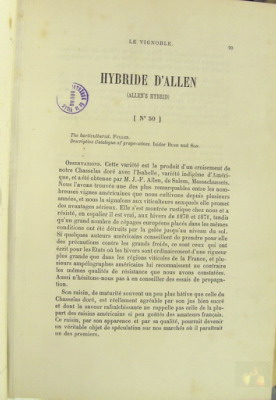 LE VIGNOBLE.
HYBRIDE D'ALLEN
(ALLEN'S HYBRID)
[ N° 50 ]
The horticulturist. FULLER.
Descriptive Catalogue of grape-vines. Isidor Bush and Son.
OBSERVATIONS. Cette variété est le produit d'un croisement de
notre Chasselas doré avec l'Isabelle, variété indigène d'Améri-
que, et a été obtenue par M. J.-F. Allen, de Salem, Massachussets.
Nous l'avons trouvée une des plus remarquables entre les nom-
breuses vignes américaines que nous cultivons depuis plusieurs
années, et nous la signalons aux viticulteurs auxquels elle promet
des avantages sérieux. Elle s'est montrée rustique chez nous et a
résisté, en espalier il est vrai, aux hivers de 1870 et 1871, tandis
qu'un grand nombre de cépages européens placés dans les mêmes
conditions ont été détruits par la gelée jusqu'au niveau du sol.
Si quelques auteurs américains conseillent de prendre pour elle
des précautions contre les grands froids, ce sont ceux qui ont
écrit pour les États où les hivers sont ordinairement d'une rigueur
plus grande que dans les régions viticoles de la France, et plu-
sieurs ampélographes américains lui reconnaissent au contraire
les mêmes qualités de résistance que nous avons constatées.
Aussi n'hésitons-nous pas à en conseiller des essais de propaga-
tion.
Son raisin, de maturité souvent un peu plus hâtive que celle du
Chasselas doré, est réellement agréable par son jus bien sucré
et dont la saveur rafraîchissante ne rappelle pas celle de la plu-
part des raisins américains si peu goûtés des amateurs français.
Ce raisin, par son apparence et par sa qualité, pourrait devenir
un véritable objet de spéculation sur nos marchés où il paraîtrait
un des premiers.